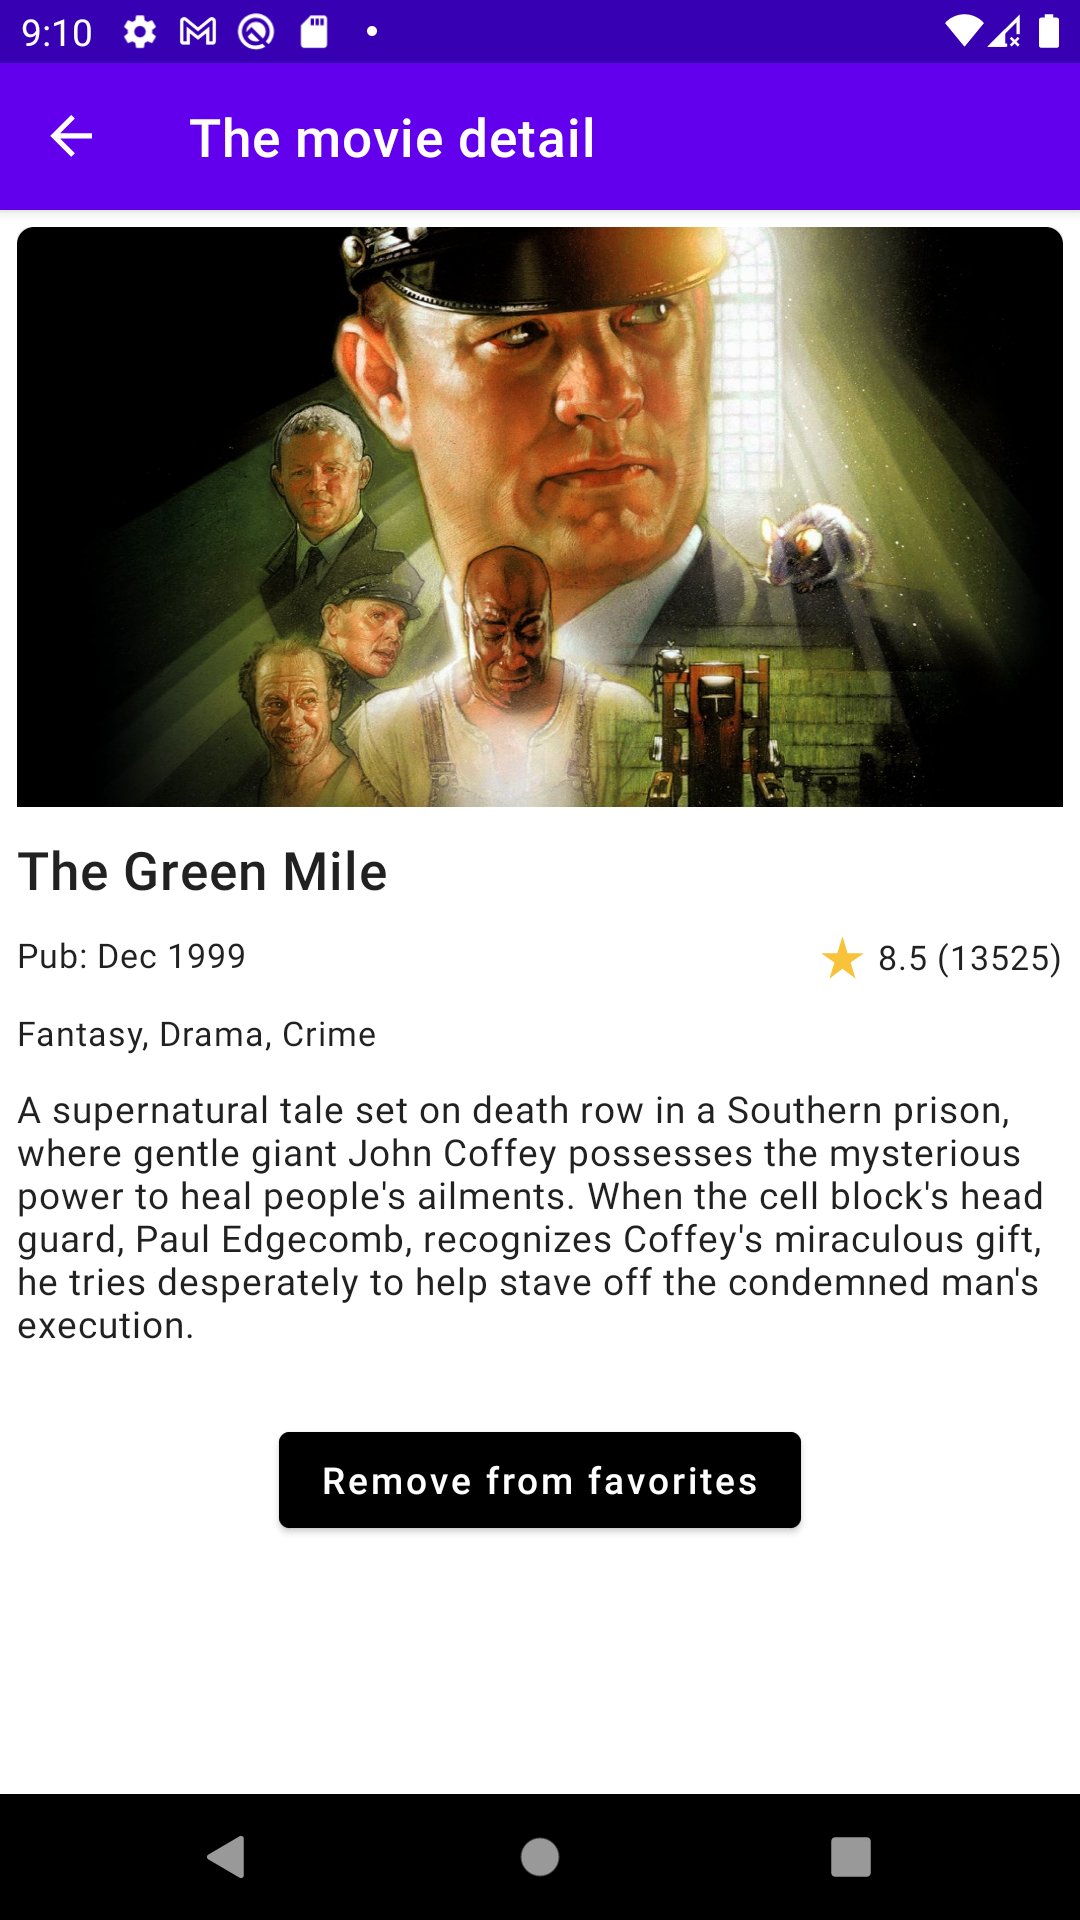 9:10
The movie detail
The Green Mile
Pub: Dec 1999
8.5 (13525)
Fantasy, Drama, Crime
A supernatural tale set on death row in a Southern prison,
where gentle giant John Coffey possesses the mysterious
power to heal people's ailments. When the cell block's head
guard, Paul Edgecomb, recognizes Coffey's miraculous gift,
he tries desperately to help stave off the condemned man's
execution.
Remove from favorites